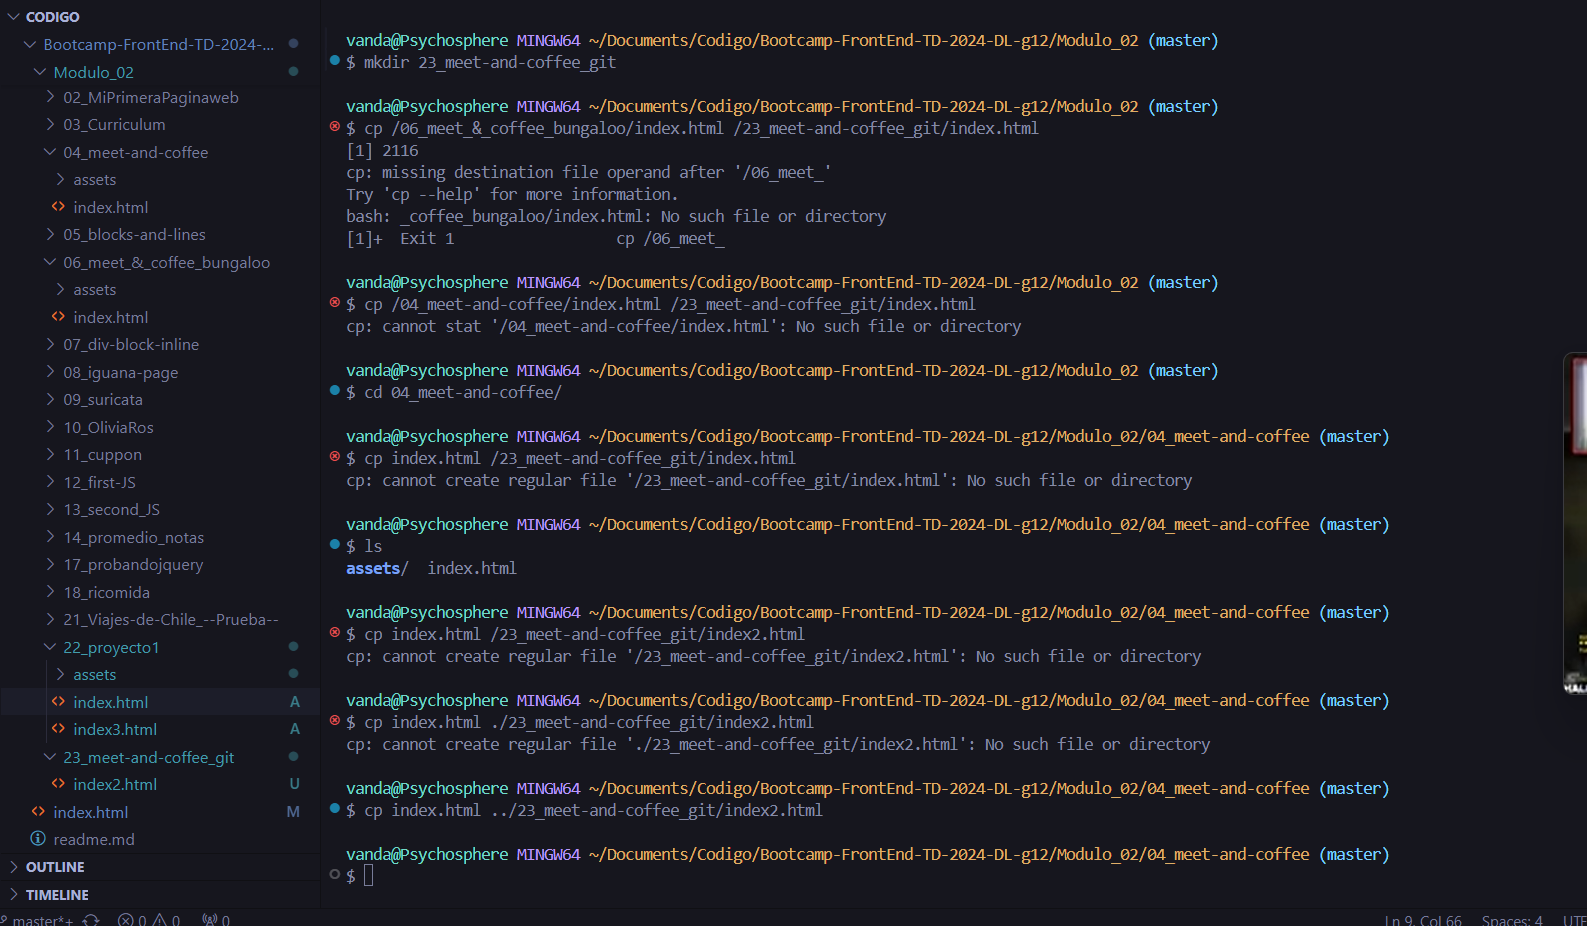 CODIGO
Bootcamp-FrontEnd-TD-2024-...
Modulo_02
02_MiPrimeraPaginaweb
03_Curriculum
04_meet-and-coffee
assets
index.html
05_blocks-and-lines
06_meet_&_coffee_bungaloo
assets
index.html
07_div-block-inline
08_iguana-page
09_suricata
10_OliviaRos
11_cuppon
12_first-JS
13_second_JS
14_promedio_notas
17_probandojquery
18_ricomida
21_Viajes-de-Chile_--Prueba--
22_proyecto1
assets
index.html A
index3.html A
23_meet-and-coffee_git
index2.html U
index.html M
readme.md
OUTLINE
TIMELINE
vanda@Psychosphere MINGW64 ~/Documents/Codigo/Bootcamp-FrontEnd-TD-2024-DL-g12/Modulo_02 (master)
$ mkdir 23_meet-and-coffee_git
vanda@Psychosphere MINGW64 ~/Documents/Codigo/Bootcamp-FrontEnd-TD-2024-DL-g12/Modulo_02 (master)
$ cp /06_meet_&_coffee_bungaloo/index.html /23_meet-and-coffee_git/index.html
[1] 2116
cp: missing destination file operand after '/06_meet_'
Try 'cp --help' for more information.
bash: _coffee_bungaloo/index.html: No such file or directory
[1]+  Exit 1                  cp /06_meet_
vanda@Psychosphere MINGW64 ~/Documents/Codigo/Bootcamp-FrontEnd-TD-2024-DL-g12/Modulo_02 (master)
$ cp /04_meet-and-coffee/index.html /23_meet-and-coffee_git/index.html
cp: cannot stat '/04_meet-and-coffee/index.html': No such file or directory
vanda@Psychosphere MINGW64 ~/Documents/Codigo/Bootcamp-FrontEnd-TD-2024-DL-g12/Modulo_02 (master)
$ cd 04_meet-and-coffee/
vanda@Psychosphere MINGW64 ~/Documents/Codigo/Bootcamp-FrontEnd-TD-2024-DL-g12/Modulo_02/04_meet-and-coffee (master)
$ cp index.html /23_meet-and-coffee_git/index.html
cp: cannot create regular file '/23_meet-and-coffee_git/index.html': No such file or directory
vanda@Psychosphere MINGW64 ~/Documents/Codigo/Bootcamp-FrontEnd-TD-2024-DL-g12/Modulo_02/04_meet-and-coffee (master)
$ ls
assets/  index.html
vanda@Psychosphere MINGW64 ~/Documents/Codigo/Bootcamp-FrontEnd-TD-2024-DL-g12/Modulo_02/04_meet-and-coffee (master)
$ cp index.html /23_meet-and-coffee_git/index2.html
cp: cannot create regular file '/23_meet-and-coffee_git/index2.html': No such file or directory
vanda@Psychosphere MINGW64 ~/Documents/Codigo/Bootcamp-FrontEnd-TD-2024-DL-g12/Modulo_02/04_meet-and-coffee (master)
$ cp index.html ./23_meet-and-coffee_git/index2.html
cp: cannot create regular file './23_meet-and-coffee_git/index2.html': No such file or directory
vanda@Psychosphere MINGW64 ~/Documents/Codigo/Bootcamp-FrontEnd-TD-2024-DL-g12/Modulo_02/04_meet-and-coffee (master)
$ cp index.html ../23_meet-and-coffee_git/index2.html
vanda@Psychosphere MINGW64 ~/Documents/Codigo/Bootcamp-FrontEnd-TD-2024-DL-g12/Modulo_02/04_meet-and-coffee (master)
$
master*+ 0 0 0 Ln 9, Col 66 Spaces: 4 UTF